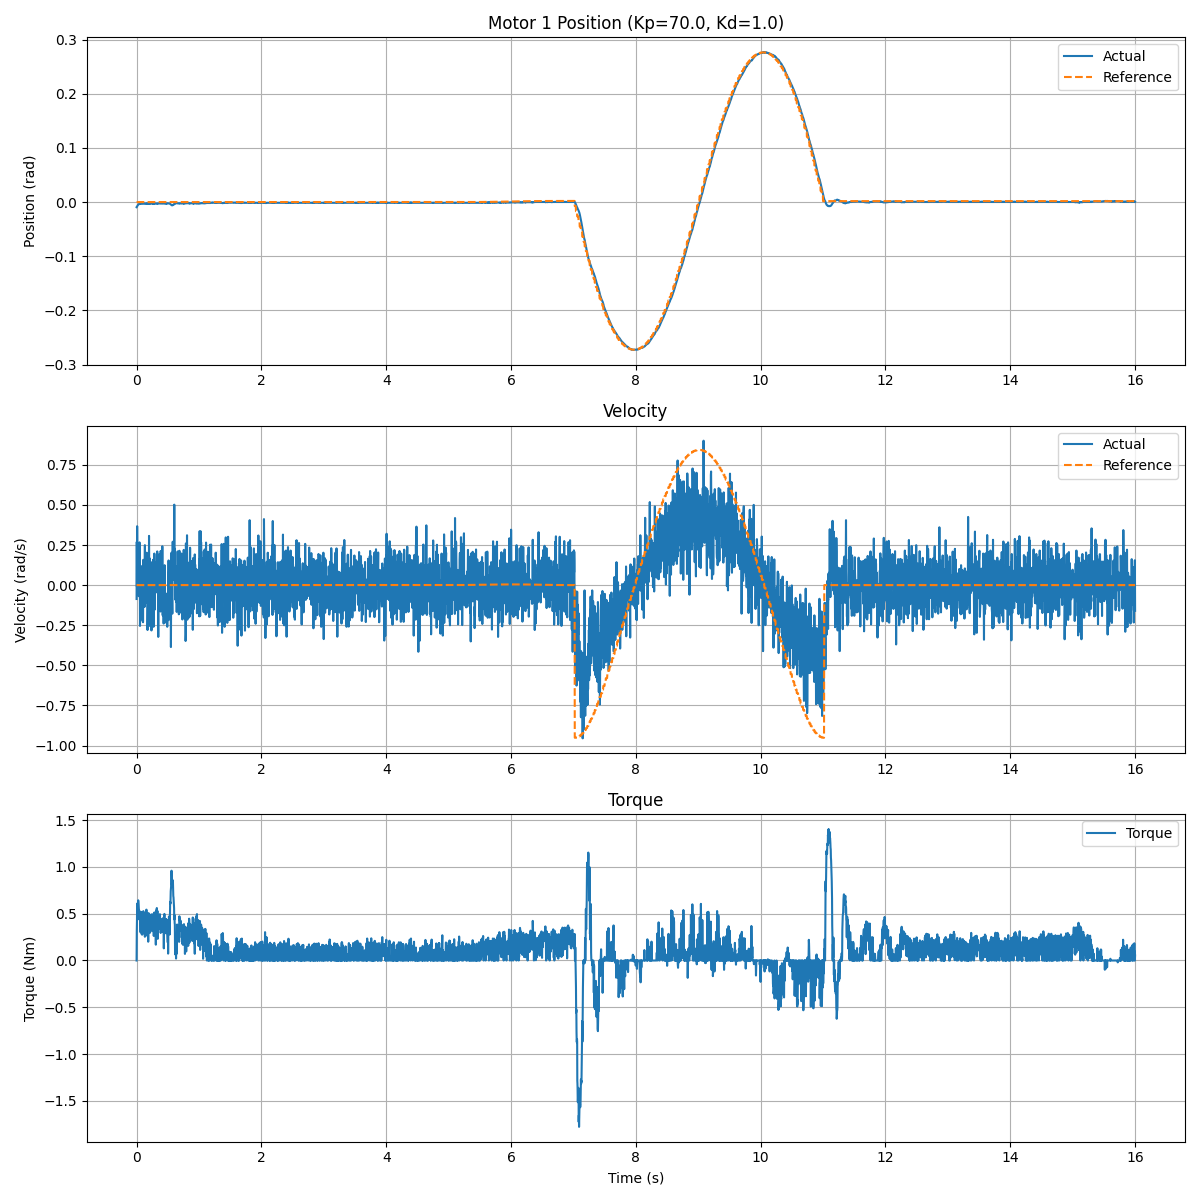 Motor 1 Position (Kp=70.0, Kd=1.0)
0.3
0.2
0.1
0.0
−0.1
−0.2
−0.3
Position (rad)
Actual
Reference
0 2 4 6 8 10 12 14 16
Velocity
0.75
0.50
0.25
0.00
−0.25
−0.50
−0.75
−1.00
Velocity (rad/s)
Actual
Reference
0 2 4 6 8 10 12 14 16
Torque
1.5
1.0
0.5
0.0
−0.5
−1.0
−1.5
Torque (Nm)
Torque
0 2 4 6 8 10 12 14 16
Time (s)